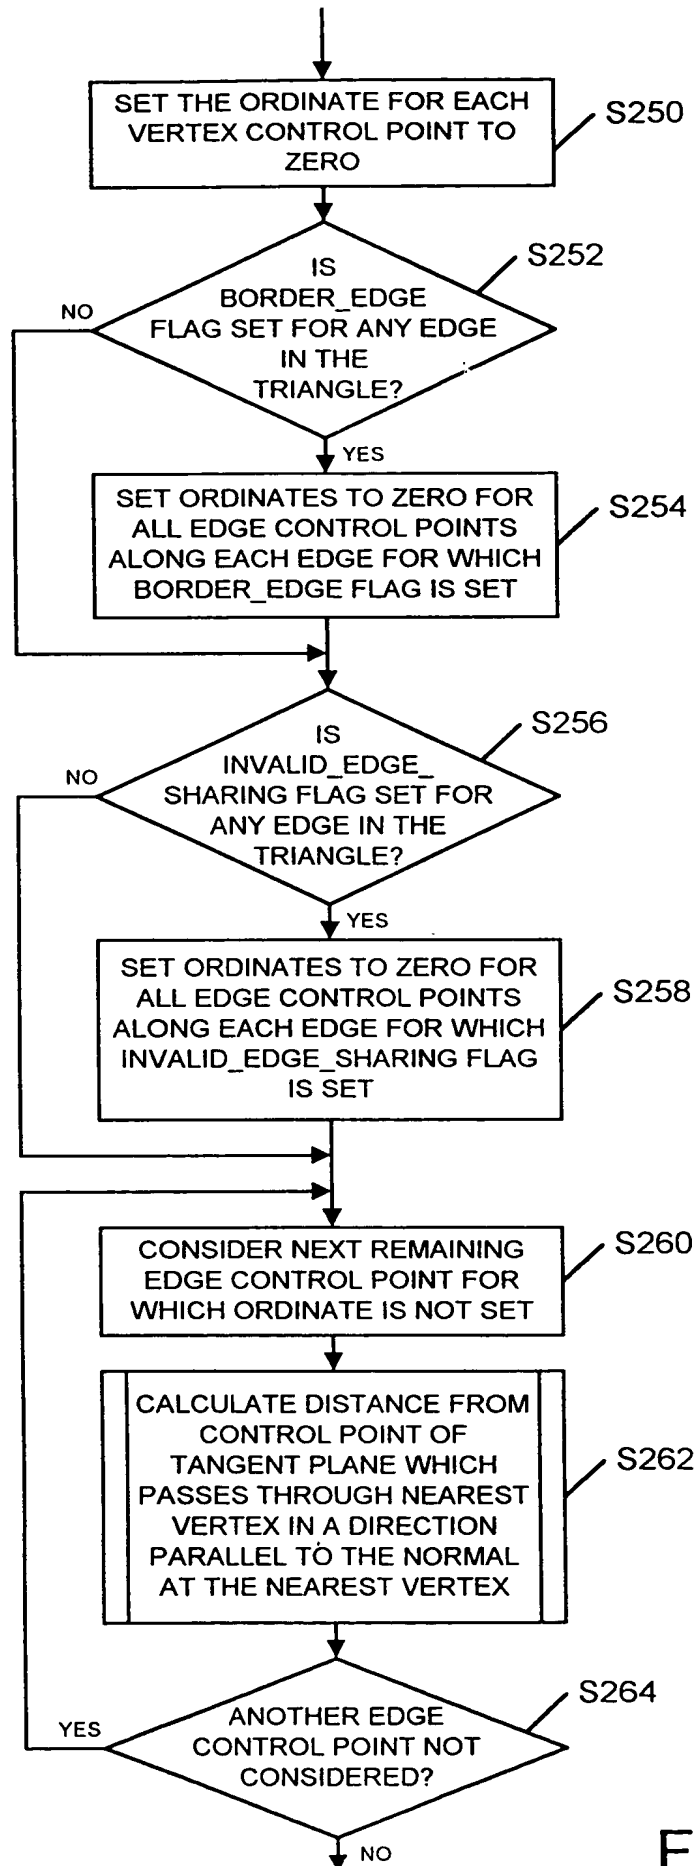 SET THE ORDINATE FOR EACH
VERTEX CONTROL POINT TO
ZERO
S250
IS
BORDER_EDGE
FLAG SET FOR ANY EDGE
IN THE
TRIANGLE?
S252
NO
YES
SET ORDINATES TO ZERO FOR
ALL EDGE CONTROL POINTS
ALONG EACH EDGE FOR WHICH
BORDER_EDGE FLAG IS SET
S254
IS
INVALID_EDGE_
SHARING FLAG SET FOR
ANY EDGE IN THE
TRIANGLE?
S256
NO
YES
SET ORDINATES TO ZERO FOR
ALL EDGE CONTROL POINTS
ALONG EACH EDGE FOR WHICH
INVALID_EDGE_SHARING FLAG
IS SET
S258
CONSIDER NEXT REMAINING
EDGE CONTROL POINT FOR
WHICH ORDINATE IS NOT SET
S260
CALCULATE DISTANCE FROM
CONTROL POINT OF
TANGENT PLANE WHICH
PASSES THROUGH NEAREST
VERTEX IN A DIRECTION
PARALLEL TO THE NORMAL
AT THE NEAREST VERTEX
S262
ANOTHER EDGE
CONTROL POINT NOT
CONSIDERED?
S264
YES
NO